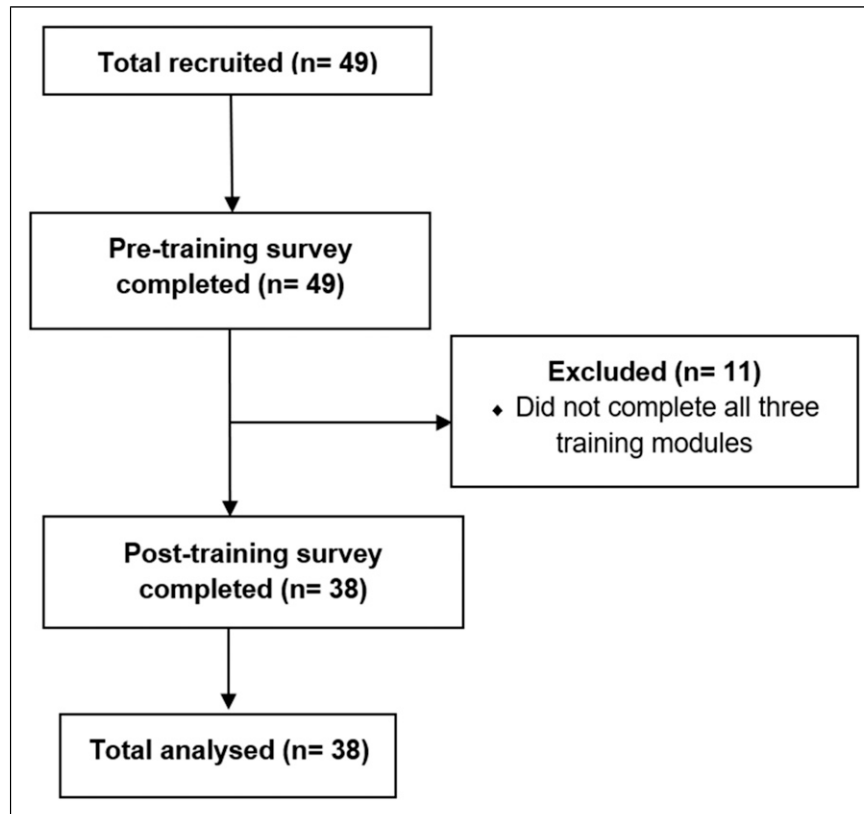 Total recruited (n= 49)
Pre-training survey
completed (n= 49)
Excluded (n= 11)
⬥ Did not complete all three
training modules
Post-training survey
completed (n= 38)
Total analysed (n= 38)